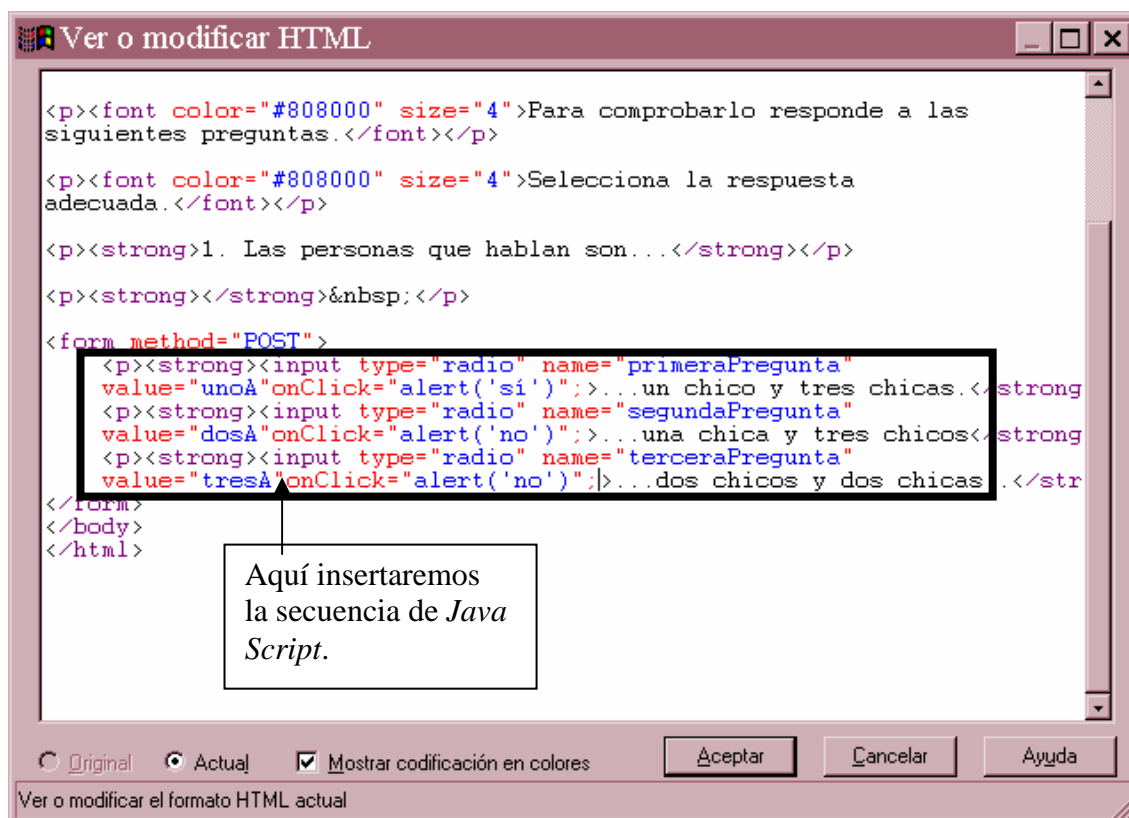 Ver o modificar HTML
<p><font color="#808000" size="4">Para comprobarlo responde a las
siguientes preguntas.</font></p>
<p><font color="#808000" size="4">Selecciona la respuesta
adecuada.</font></p>
<p><strong>1. Las personas que hablan son...</strong></p>
<p><strong></strong>&nbsp;</p>
<form method="POST">
<p><strong><input type="radio" name="primeraPregunta"
value="unoA"onClick="alert('sí')";>...un chico y tres chicas.</strong
<p><strong><input type="radio" name="segundaPregunta"
value="dosA"onClick="alert('no')";>...una chica y tres chicos</strong
<p><strong><input type="radio" name="terceraPregunta"
value="tresA"onClick="alert('no')";>...dos chicos y dos chicas .</str
</form>
</body>
</html>
Aquí insertaremos
la secuencia de Java
Script.
Original Actual Mostrar codificación en colores Aceptar Cancelar Ayuda
Ver o modificar el formato HTML actual